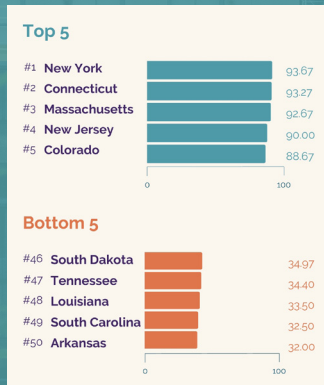 Top 5
#1 New York 93.67
#2 Connecticut 93.27
#3 Massachusetts 92.67
#4 New Jersey 90.00
#5 Colorado 88.67
0 100
Bottom 5
#46 South Dakota 34.97
#47 Tennessee 34.40
#48 Louisiana 33.50
#49 South Carolina 32.50
#50 Arkansas 32.00
0 100